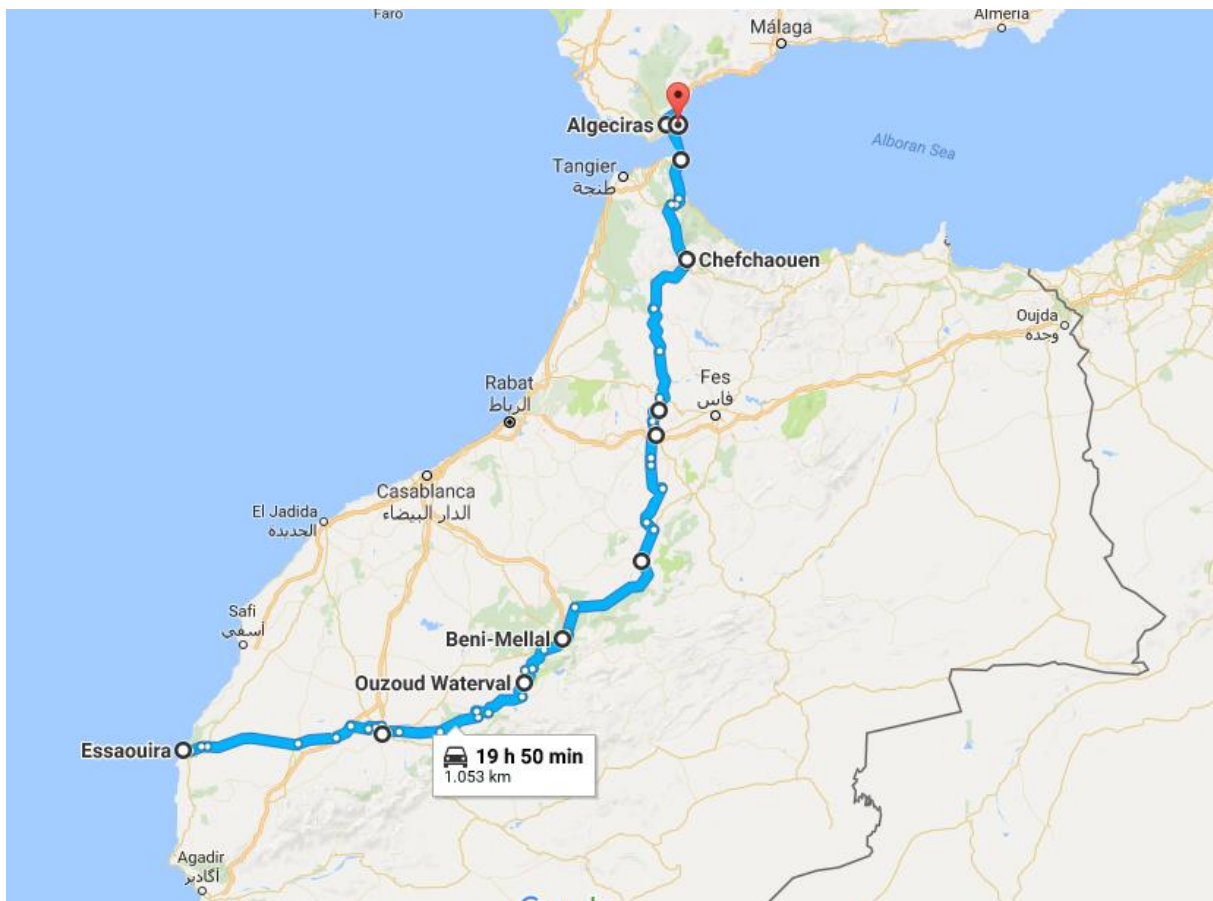 Faro
Almería
Málaga
Algeciras
Alboran Sea
Tangier
طنجة
Chefchaouen
Oujda
وجدة
Rabat
الرباط
Fes
فاس
Casablanca
الدار البيضاء
El Jadida
الجديدة
Safi
أسفي
Beni-Mellal
Ouzoud Waterval
Essaouira
19 h 50 min
1.053 km
Agadir
أڭادير